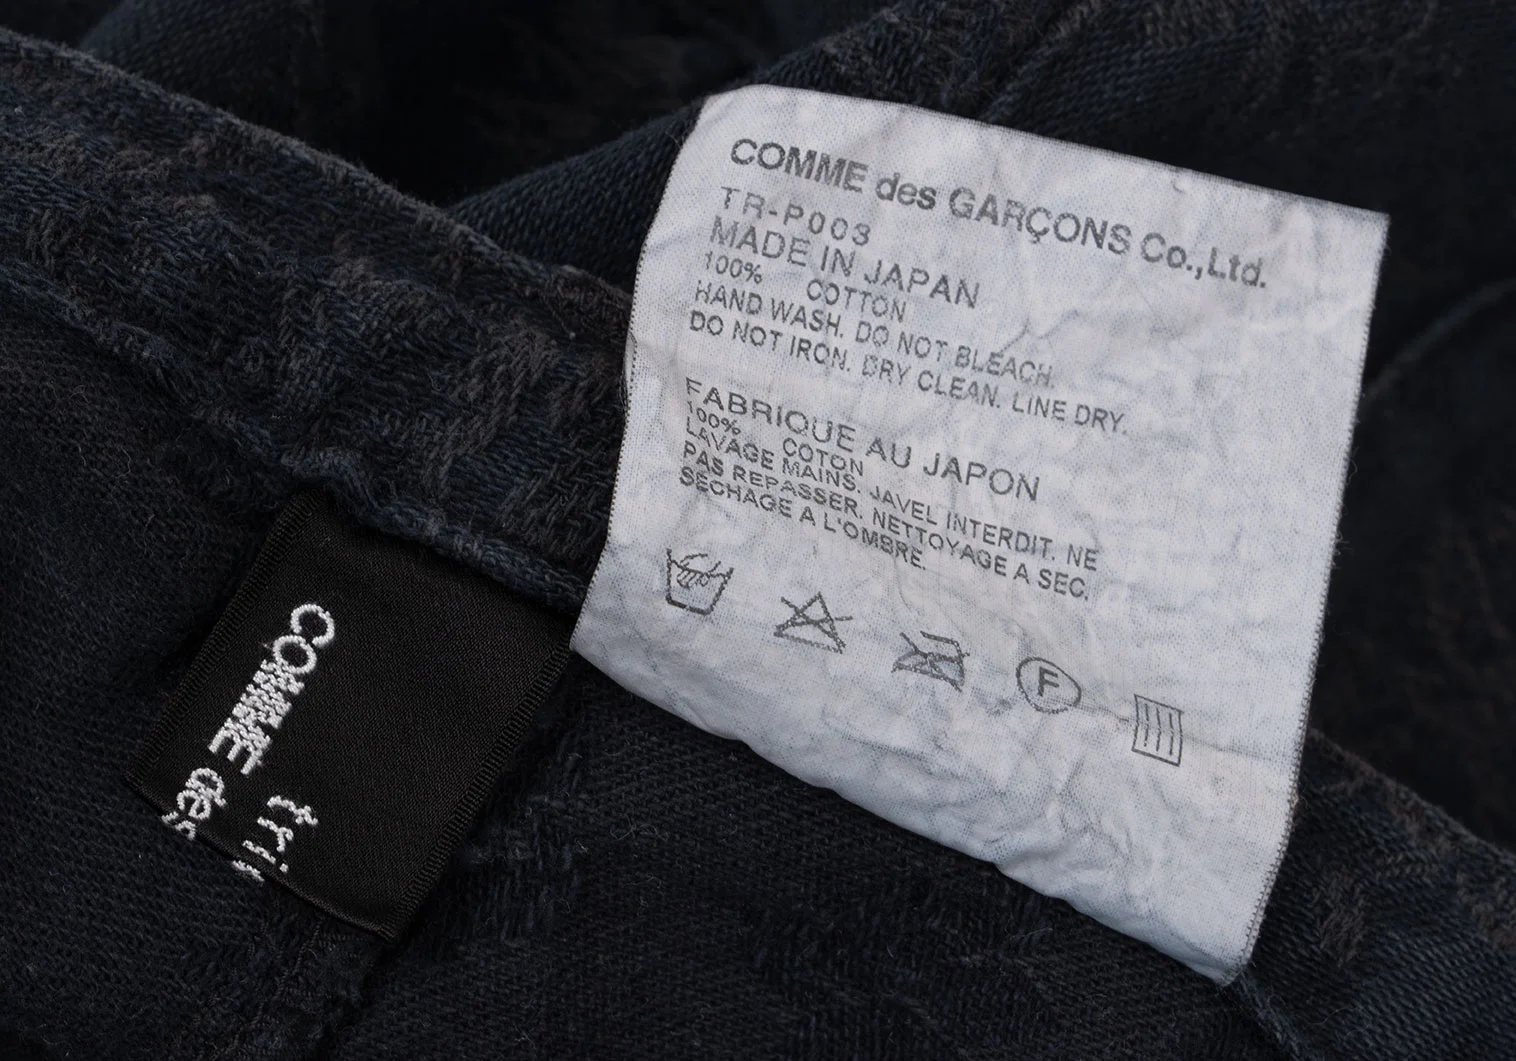 COMME des GARÇONS Co.,Ltd.
TR-P003
MADE IN JAPAN
100% COTTON
HAND WASH. DO NOT BLEACH.
DO NOT IRON. DRY CLEAN. LINE DRY.
FABRIQUE AU JAPON
100% COTON
LAVAGE MAINS. JAVEL INTERDIT. NE
PAS REPASSER. NETTOYAGE A SEC.
SECHAGE A L'OMBRE.
F
tri
COMME des